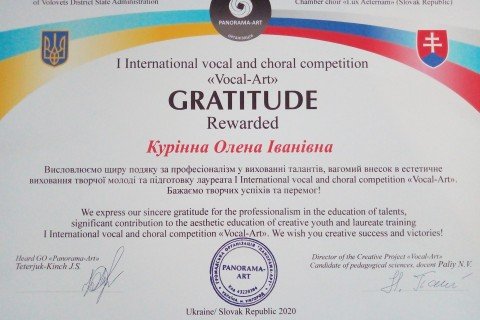 of Volovets District State Administration
Chamber choir «Lux Aeternam» (Slovak Republic)
PANORAMA-ART
I International vocal and choral competition
«Vocal-Art»
GRATITUDE
Rewarded
Курінна Олена Іванівна
Висловлюємо щиру подяку за професіоналізм у вихованні талантів, вагомий внесок в естетичне
виховання творчої молоді та підготовку лауреата I International vocal and choral competition «Vocal-Art».
Бажаємо творчих успіхів та перемог!
We express our sincere gratitude for the professionalism in the education of talents,
significant contribution to the aesthetic education of creative youth and laureate training
I International vocal and choral competition «Vocal-Art». We wish you creative success and victories!
Heard GO «Panorama-Art»
Teterjuk-Kinch J.S.
PANORAMA-
ART
Director of the Creative Project «Vocal-Art»
Candidate of pedagogical sciences, docent Paliy N.V.
Ukraine/ Slovak Republic 2020